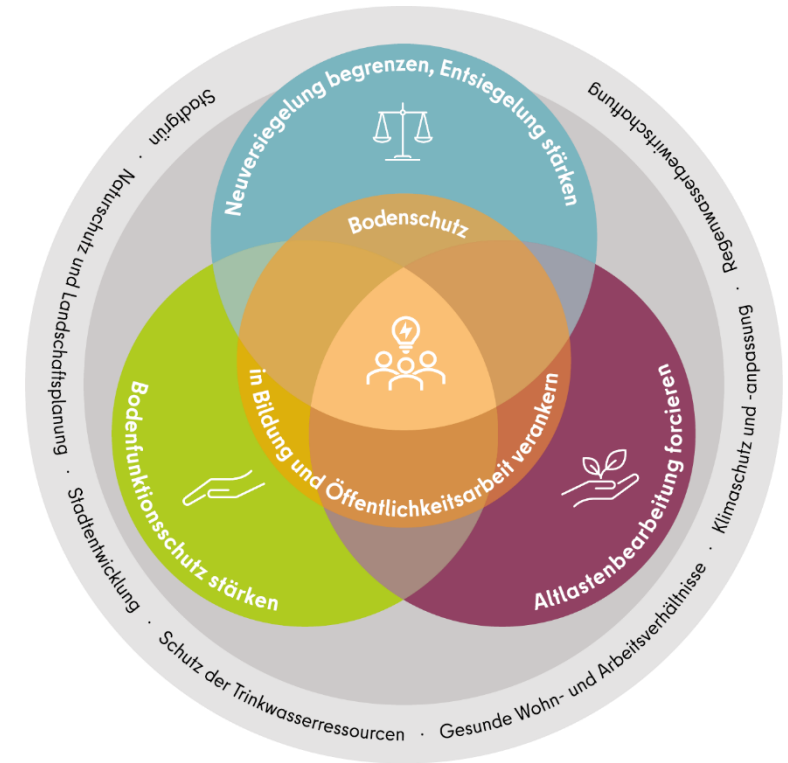 Neuversiegelung begrenzen, Entsiegelung stärken
Bodenschutz
in Bildung und Öffentlichkeitsarbeit verankern
Bodenfunktionsschutz stärken
Altlastenbearbeitung forcieren
Stadtgrün · Naturschutz und Landschaftsplanung · Stadtentwicklung · Schutz der Trinkwasserressourcen · Gesunde Wohn- und Arbeitsverhältnisse · Klimaschutz und -anpassung · Regenwasserbewirtschaftung